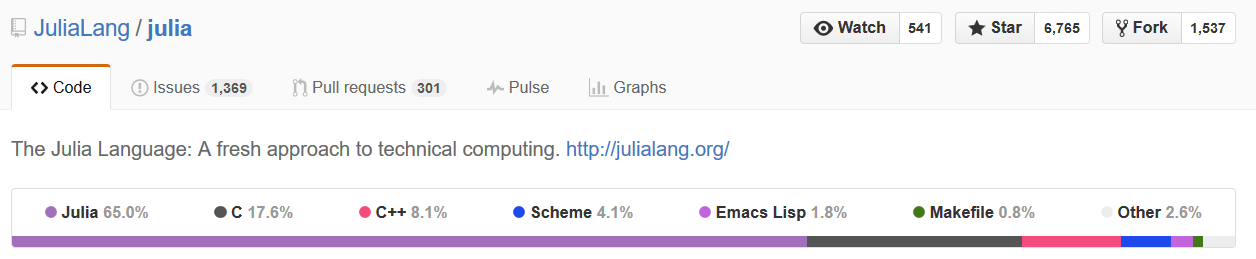 JuliaLang / julia Watch 541 Star 6,765 Fork 1,537
Code Issues 1,369 Pull requests 301 Pulse Graphs
The Julia Language: A fresh approach to technical computing. http://julialang.org/
Julia 65.0% C 17.6% C++ 8.1% Scheme 4.1% Emacs Lisp 1.8% Makefile 0.8% Other 2.6%